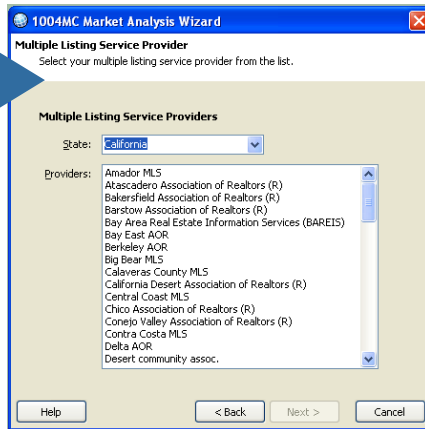 1004MC Market Analysis Wizard
Multiple Listing Service Provider
Select your multiple listing service provider from the list.
Multiple Listing Service Providers
State: California
Providers: Amador MLS
Atascadero Association of Realtors (R)
Bakersfield Association of Realtors (R)
Barstow Association of Realtors (R)
Bay Area Real Estate Information Services (BAREIS)
Bay East AOR
Berkeley AOR
Big Bear MLS
Calaveras County MLS
California Desert Association of Realtors (R)
Central Coast MLS
Chico Association of Realtors (R)
Conejo Valley Association of Realtors (R)
Contra Costa MLS
Delta AOR
Desert community assoc.
Help < Back Next > Cancel